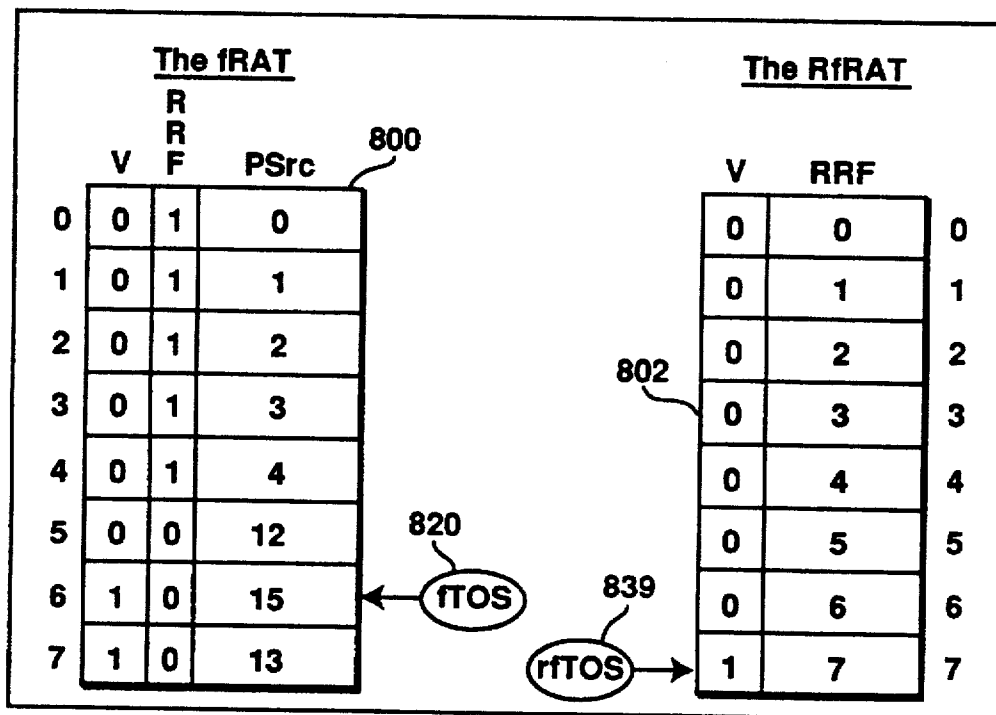 The fRAT
The RfRAT
R
R
V F PSrc
800
V RRF
0 0 1 0
0 0 0
1 0 1 1
0 1 1
2 0 1 2
0 2 2
802
3 0 1 3
0 3 3
4 0 1 4
0 4 4
5 0 0 12
820
0 5 5
6 1 0 15
fTOS
839
0 6 6
7 1 0 13
rfTOS
1 7 7